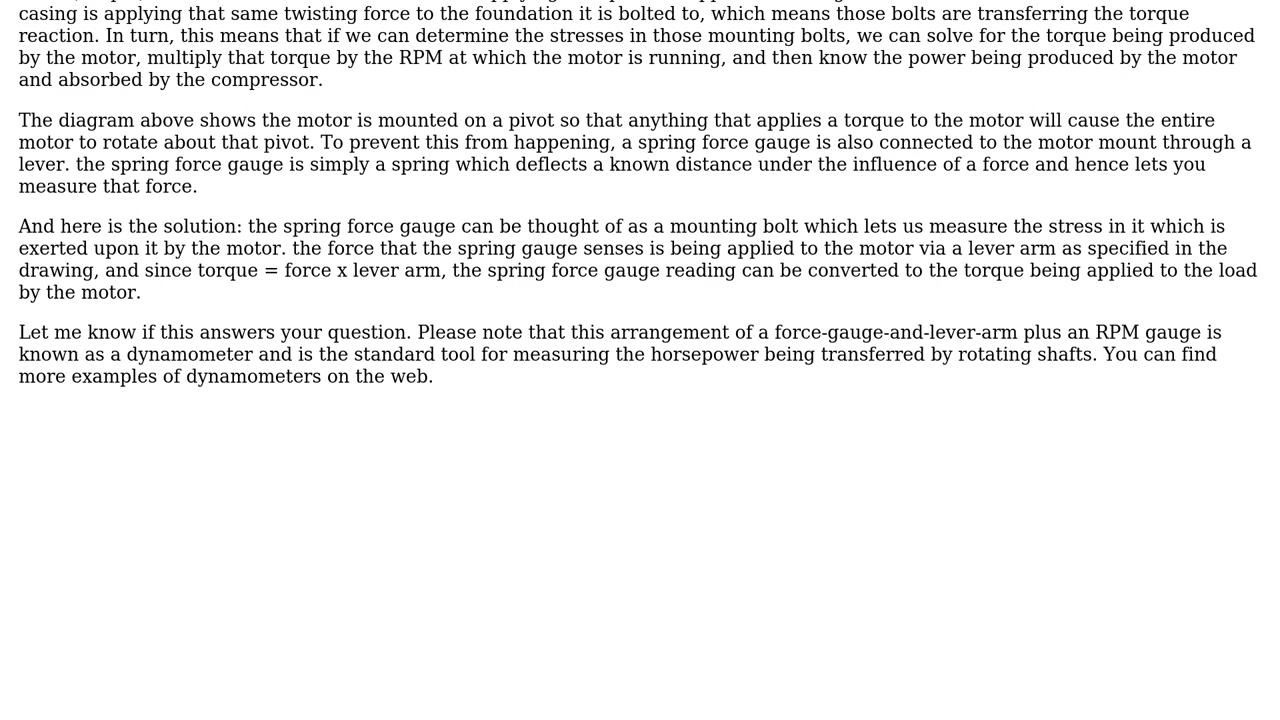 casing is applying that same twisting force to the foundation it is bolted to, which means those bolts are transferring the torque
reaction. In turn, this means that if we can determine the stresses in those mounting bolts, we can solve for the torque being produced
by the motor, multiply that torque by the RPM at which the motor is running, and then know the power being produced by the motor
and absorbed by the compressor.
The diagram above shows the motor is mounted on a pivot so that anything that applies a torque to the motor will cause the entire
motor to rotate about that pivot. To prevent this from happening, a spring force gauge is also connected to the motor mount through a
lever. the spring force gauge is simply a spring which deflects a known distance under the influence of a force and hence lets you
measure that force.
And here is the solution: the spring force gauge can be thought of as a mounting bolt which lets us measure the stress in it which is
exerted upon it by the motor. the force that the spring gauge senses is being applied to the motor via a lever arm as specified in the
drawing, and since torque = force x lever arm, the spring force gauge reading can be converted to the torque being applied to the load
by the motor.
Let me know if this answers your question. Please note that this arrangement of a force-gauge-and-lever-arm plus an RPM gauge is
known as a dynamometer and is the standard tool for measuring the horsepower being transferred by rotating shafts. You can find
more examples of dynamometers on the web.